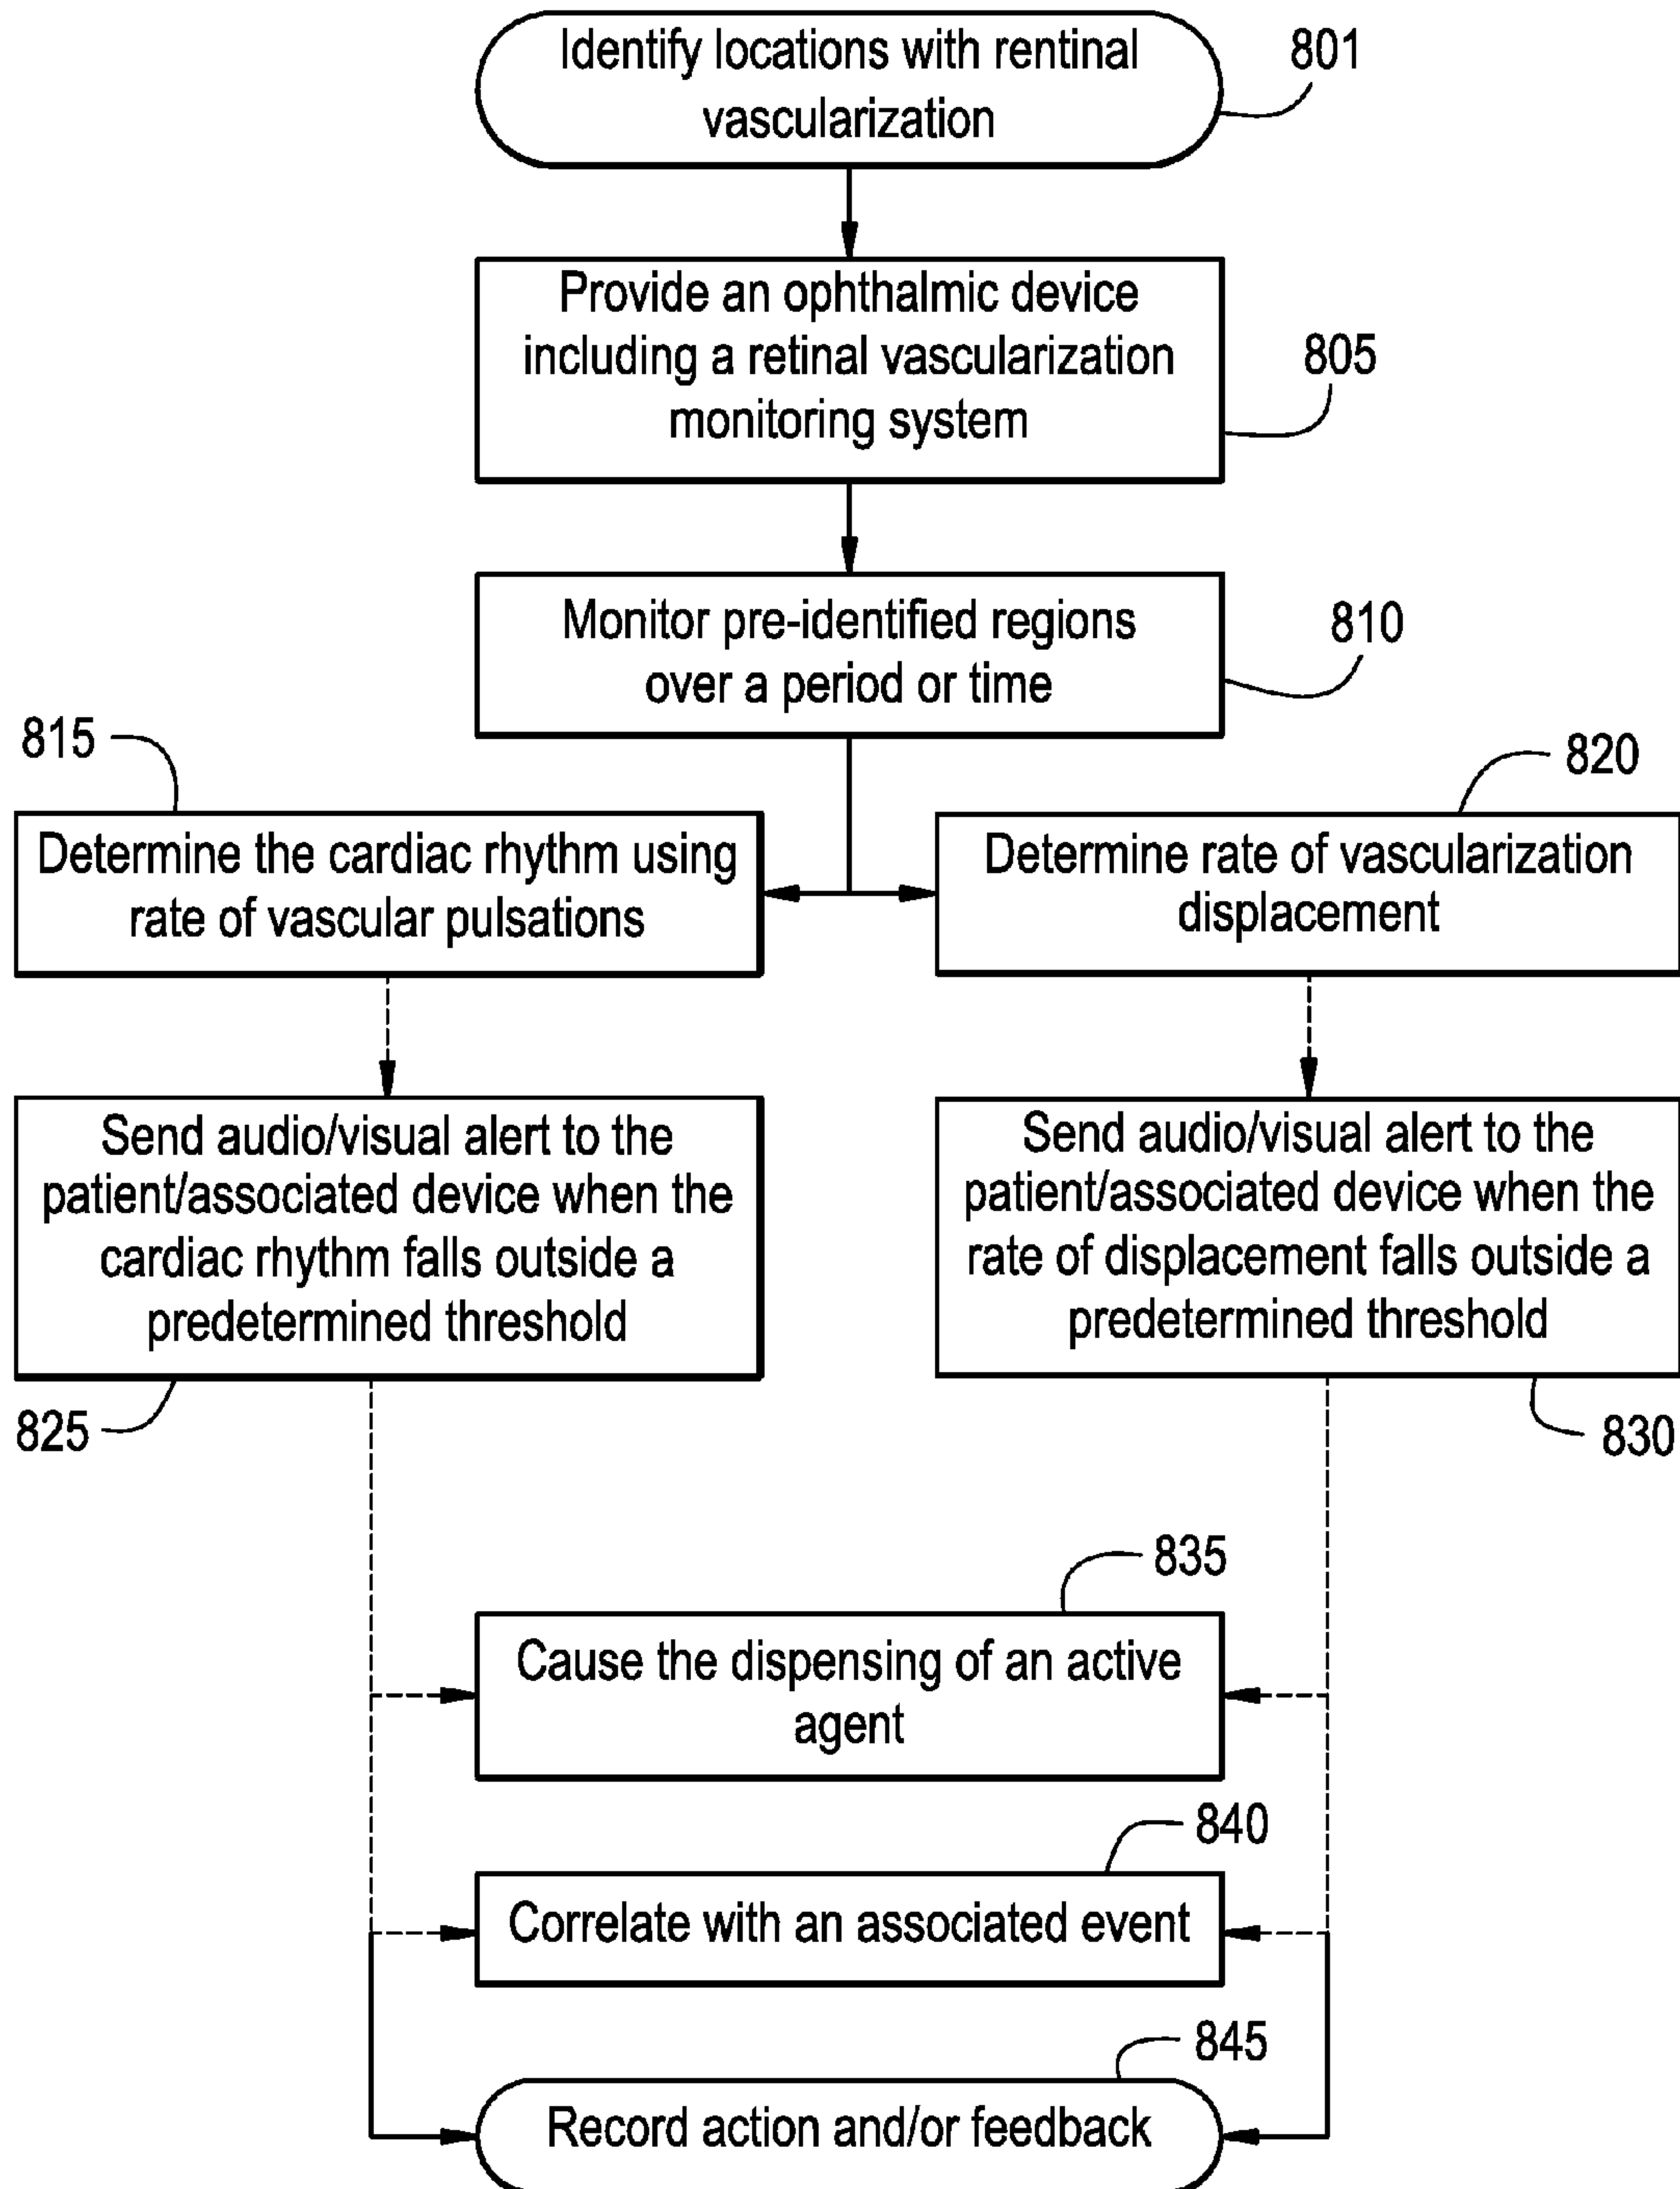 Identify locations with rentinal
vascularization
801
Provide an ophthalmic device
including a retinal vascularization
monitoring system
805
Monitor pre-identified regions
over a period or time
810
815
820
Determine the cardiac rhythm using
rate of vascular pulsations
Determine rate of vascularization
displacement
Send audio/visual alert to the
patient/associated device when the
cardiac rhythm falls outside a
predetermined threshold
825
Send audio/visual alert to the
patient/associated device when the
rate of displacement falls outside a
predetermined threshold
830
835
Cause the dispensing of an active
agent
840
Correlate with an associated event
845
Record action and/or feedback